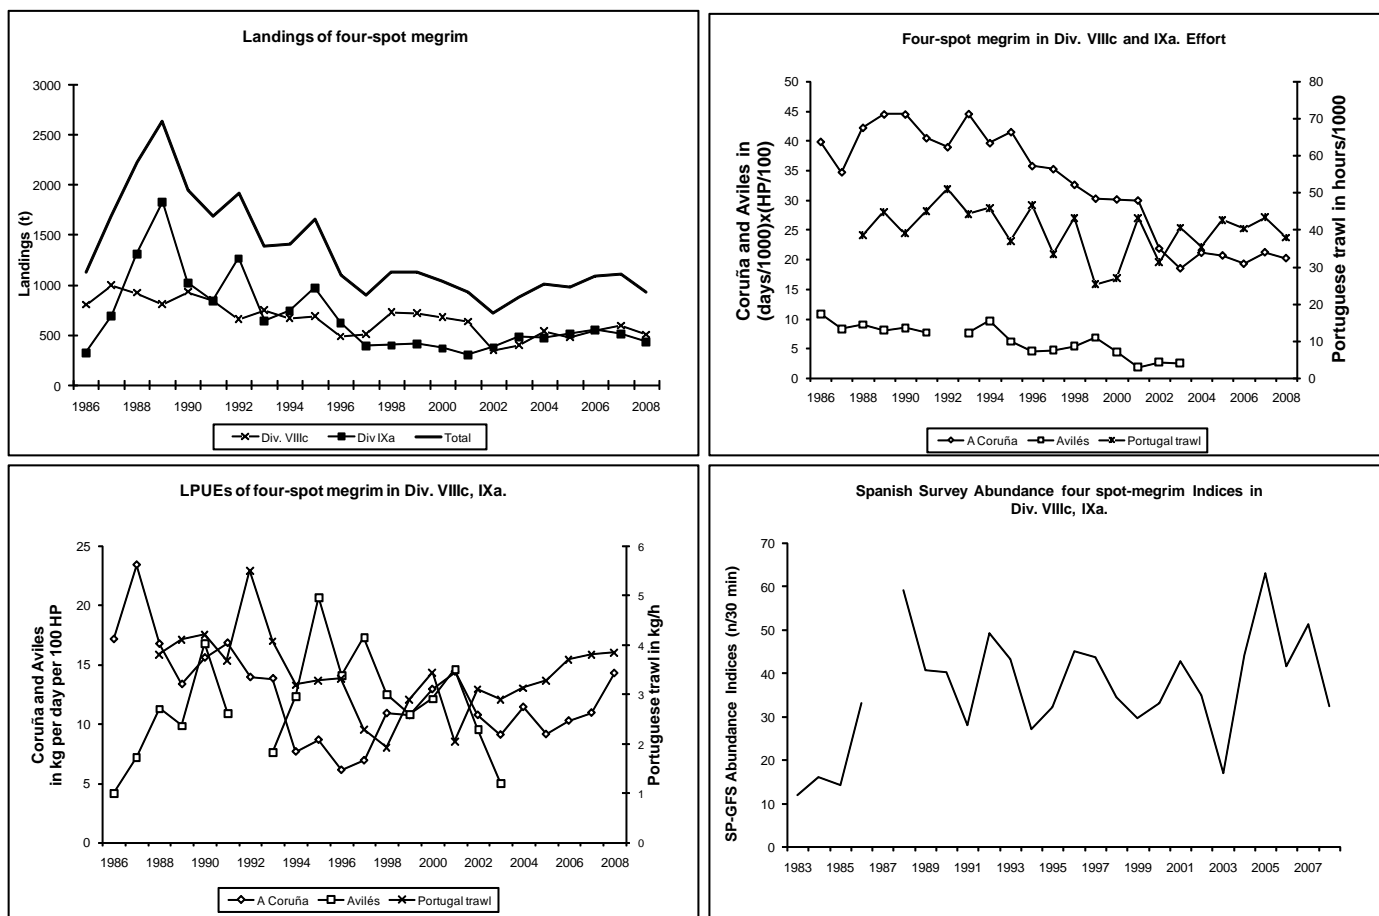 Landings of four-spot megrim
3000
2500
2000
1500
1000
500
0
Landings (t)
1986 1988 1990 1992 1994 1996 1998 2000 2002 2004 2006 2008
Div. VIIIc Div IXa Total
Four-spot megrim in Div. VIIIc and IXa. Effort
50
45
40
35
30
25
20
15
10
5
0
Coruña and Aviles in
(days/1000)x(HP/100)
80
70
60
50
40
30
20
10
0
Portuguese trawl in hours/1000
1986 1988 1990 1992 1994 1996 1998 2000 2002 2004 2006 2008
A Coruña Avilés Portugal trawl
LPUEs of four-spot megrim in Div. VIIIc, IXa.
25
20
15
10
5
0
Coruña and Aviles
in kg per day per 100 HP
6
5
4
3
2
1
0
Portuguese trawl in kg/h
1986 1988 1990 1992 1994 1996 1998 2000 2002 2004 2006 2008
A Coruña Avilés Portugal trawl
Spanish Survey Abundance four spot-megrim Indices in
Div. VIIIc, IXa.
70
60
50
40
30
20
10
0
SP-GFS Abundance Indices (n/30 min)
1983 1985 1987 1989 1991 1993 1995 1997 1999 2001 2003 2005 2007